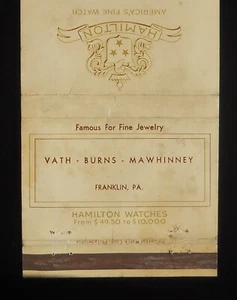 AMERICA'S FINE WATCH
HAMILTON
Famous For Fine Jewelry
VATH · BURNS · MAWHINNEY
FRANKLIN, PA.
HAMILTON WATCHES
From $49.50 to $10,000